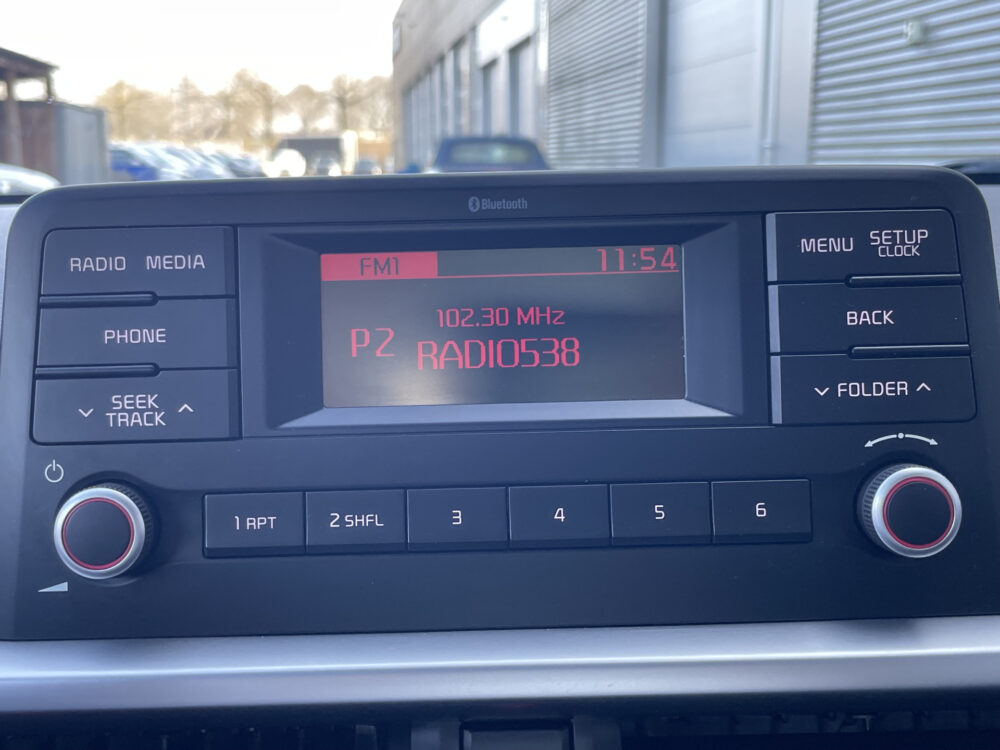 Bluetooth
RADIO MEDIA
PHONE
SEEK
TRACK
FM1 11:54
102.30 MHz
P2 RADIO538
MENU SETUP
CLOCK
BACK
FOLDER
1 RPT 2 SHFL 3 4 5 6